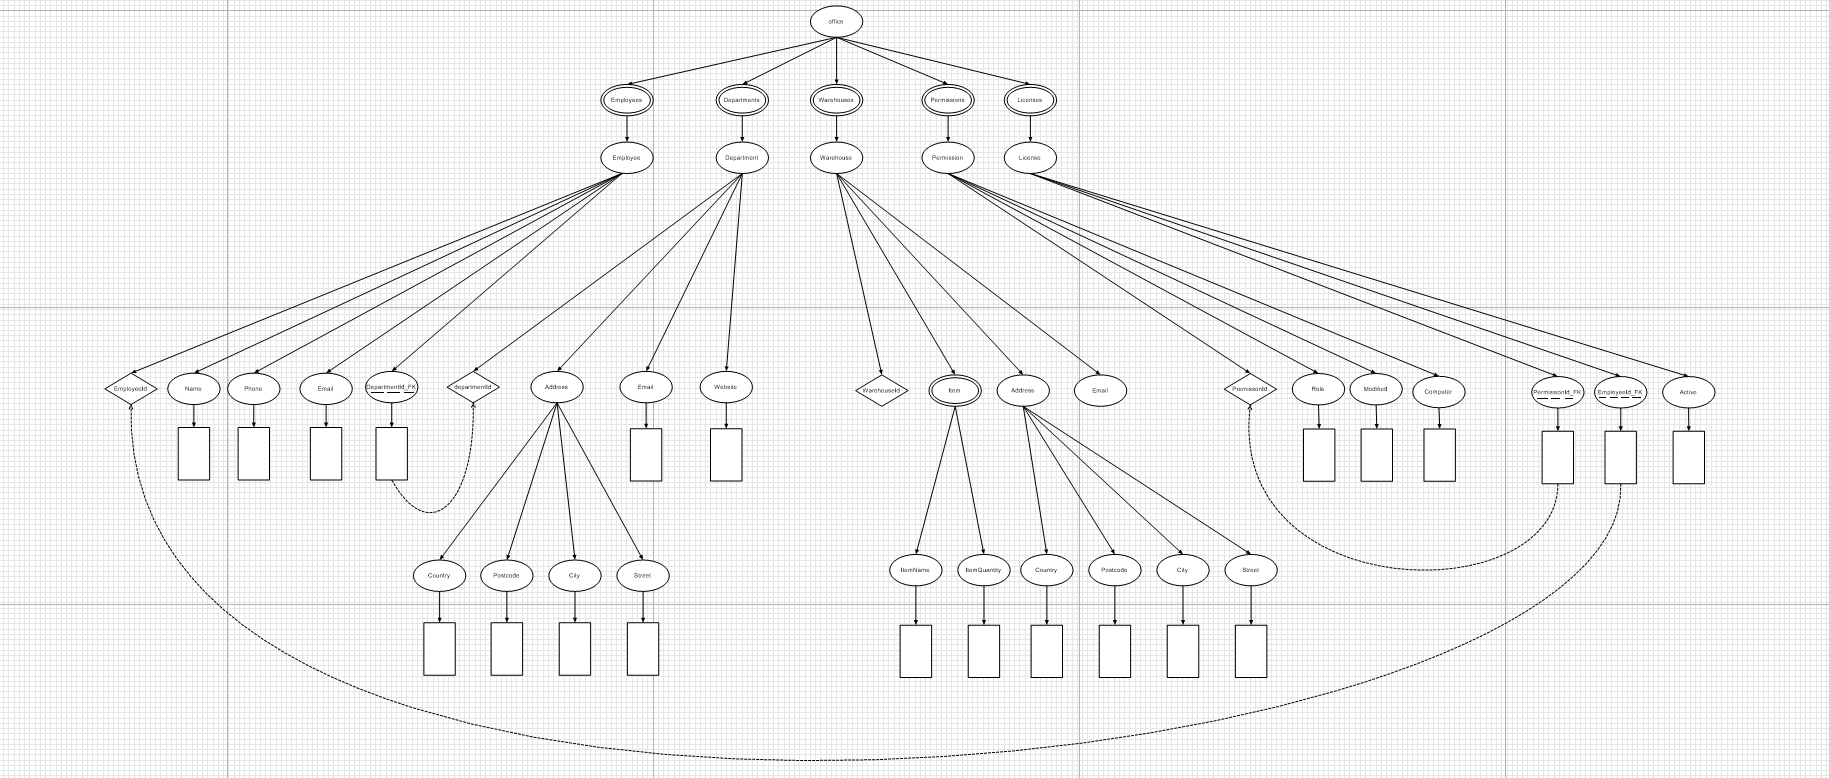 office
Employees
Departments
Warehouses
Permissions
Licenses
Employee
Department
Warehouse
Permission
License
EmployeeId
Name
Phone
Email
DepartmentId_FK
departmentId
Address
Email
Website
WarehouseId
Item
Address
Email
PremissionId
Role
Modified
Computer
PermissionId_FK
EmployeeId_FK
Active
Country
Postcode
City
Street
ItemName
ItemQuantity
Country
Postcode
City
Street